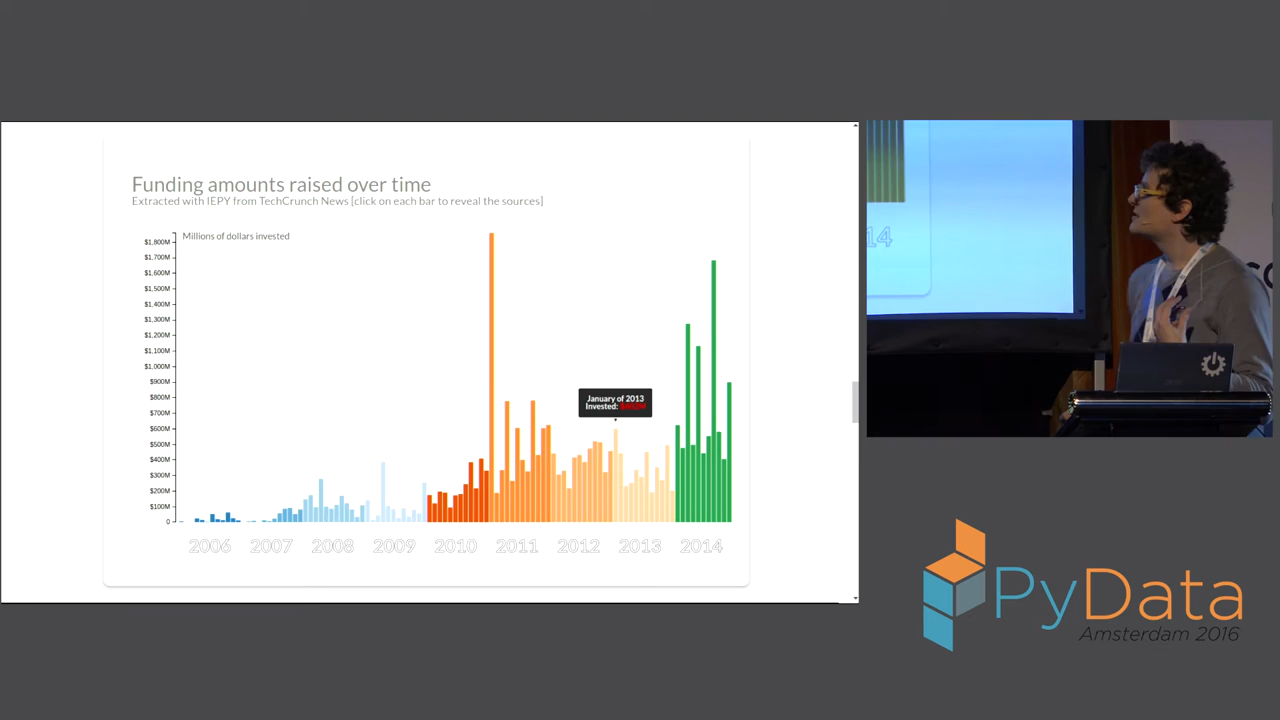 Funding amounts raised over time
Extracted with IEPY from TechCrunch News [click on each bar to reveal the sources]
Millions of dollars invested
$1,800M
$1,700M
$1,600M
$1,500M
$1,400M
$1,300M
$1,200M
$1,100M
$1,000M
$900M
$800M
$700M
$600M
$500M
$400M
$300M
$200M
$100M
0
January of 2013
Invested:
2006 2007 2008 2009 2010 2011 2012 2013 2014
14
PyData
Amsterdam 2016